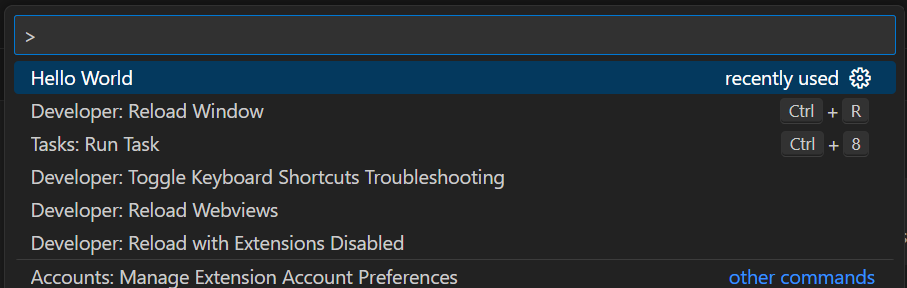 >
Hello World recently used
Developer: Reload Window Ctrl + R
Tasks: Run Task Ctrl + 8
Developer: Toggle Keyboard Shortcuts Troubleshooting
Developer: Reload Webviews
Developer: Reload with Extensions Disabled
Accounts: Manage Extension Account Preferences other commands